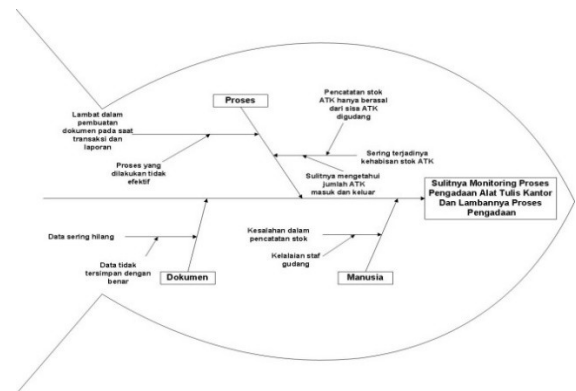 Lambat dalam
pembuatan
dokumen pada saat
transaksi dan
laporan
Proses
Pencatatan stok
ATK hanya berasal
dari sisa ATK
digudang
Proses yang
dilakukan tidak
efektif
Sering terjadinya
kehabisan stok ATK
Sulitnya mengetahui
jumlah ATK
masuk dan keluar
Sulitnya Monitoring Proses
Pengadaan Alat Tulis Kantor
Dan Lambannya Proses
Pengadaan
Data sering hilang
Data tidak
tersimpan dengan
benar
Dokumen
Kesalahan dalam
pencatatan stok
Kelalaian staf
gudang
Manusia